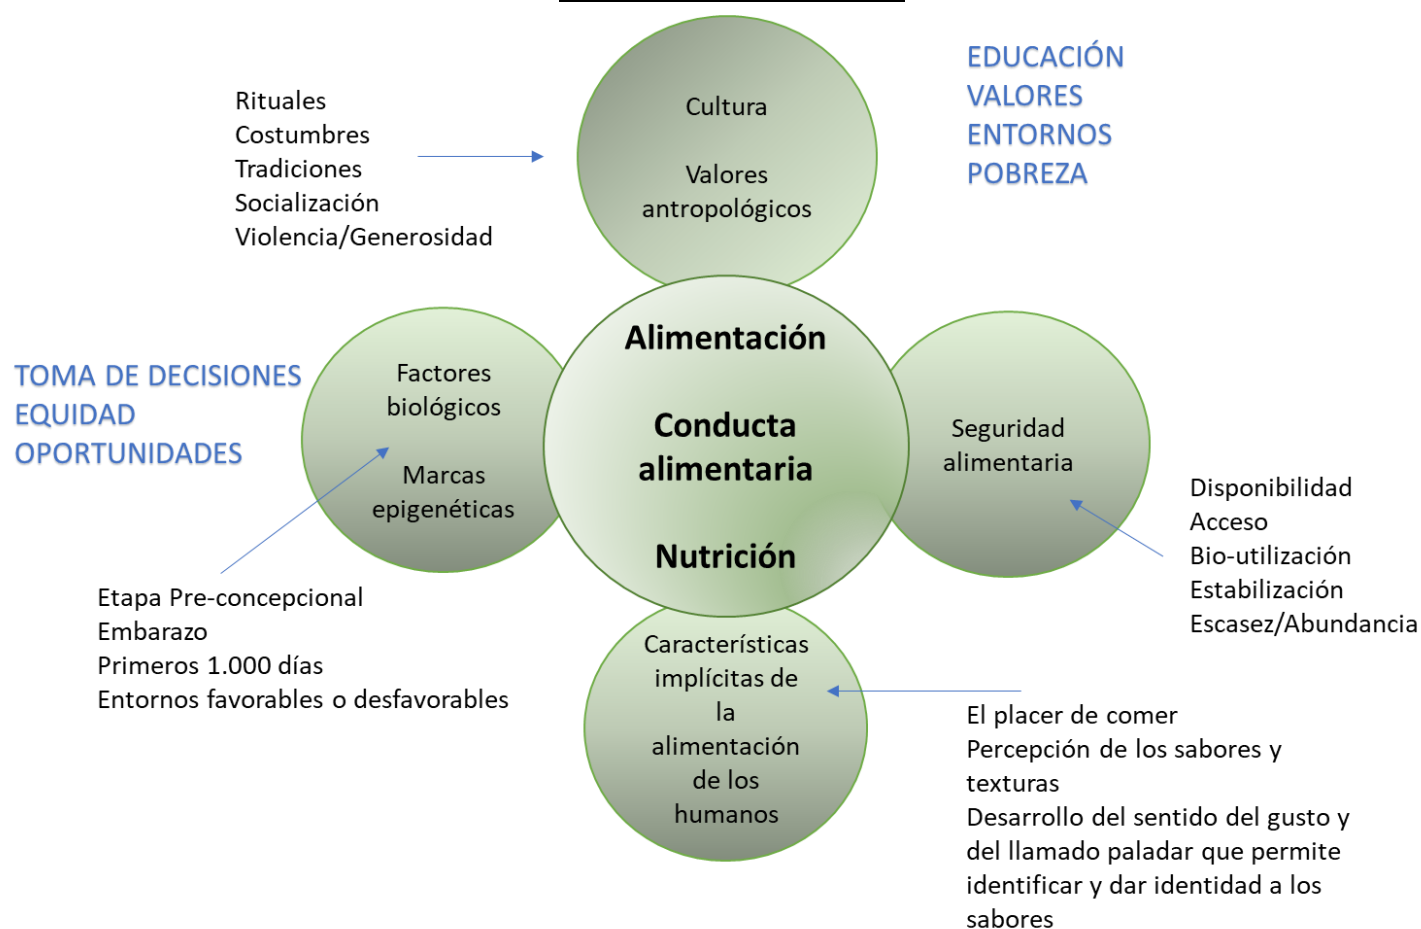 Rituales
Costumbres
Tradiciones
Socialización
Violencia/Generosidad
Cultura
Valores
antropológicos
EDUCACIÓN
VALORES
ENTORNOS
POBREZA
TOMA DE DECISIONES
EQUIDAD
OPORTUNIDADES
Factores
biológicos
Marcas
epigenéticas
Alimentación
Conducta
alimentaria
Nutrición
Seguridad
alimentaria
Disponibilidad
Acceso
Bio-utilización
Estabilización
Escasez/Abundancia
Etapa Pre-concepcional
Embarazo
Primeros 1.000 días
Entornos favorables o desfavorables
Características
implícitas de
la
alimentación
de los
humanos
El placer de comer
Percepción de los sabores y
texturas
Desarrollo del sentido del gusto y
del llamado paladar que permite
identificar y dar identidad a los
sabores